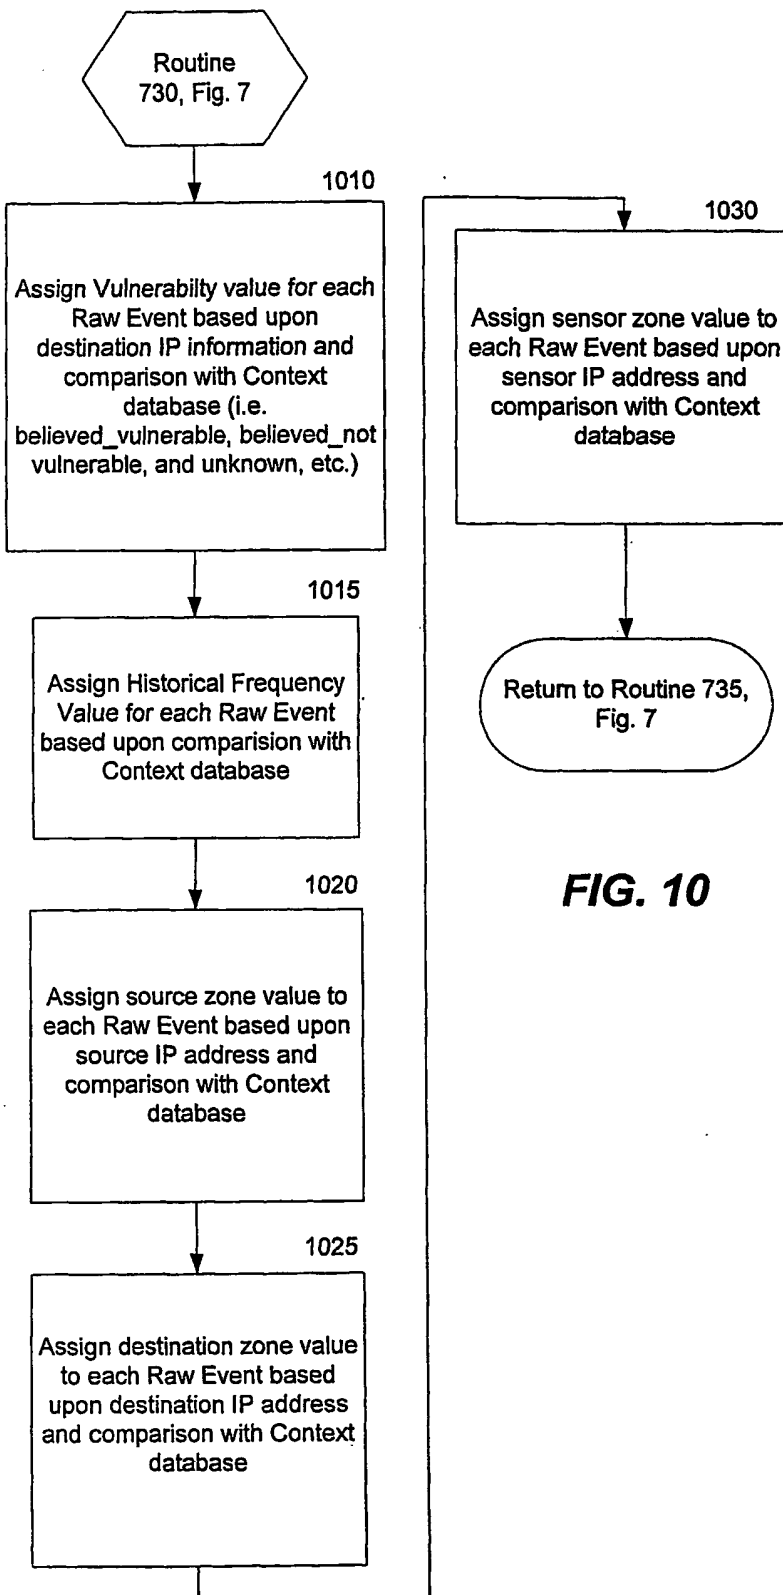 Routine
730, Fig. 7
1010
Assign Vulnerabilty value for each
Raw Event based upon
destination IP information and
comparison with Context
database (i.e.
believed_vulnerable, believed_not
vulnerable, and unknown, etc.)
1015
Assign Historical Frequency
Value for each Raw Event
based upon comparision with
Context database
1020
Assign source zone value to
each Raw Event based upon
source IP address and
comparison with Context
database
1025
Assign destination zone value
to each Raw Event based
upon destination IP address
and comparison with Context
database
1030
Assign sensor zone value to
each Raw Event based upon
sensor IP address and
comparison with Context
database
Return to Routine 735,
Fig. 7
FIG. 10